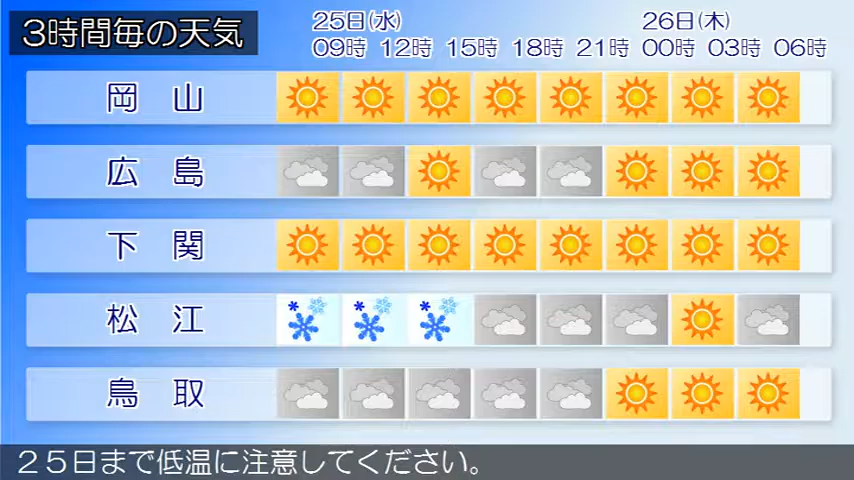 3時間毎の天気
25日(水) 26日(木)
09時 12時 15時 18時 21時 00時 03時 06時
岡 山
広 島
下 関
松 江
鳥 取
２５日まで低温に注意してください。